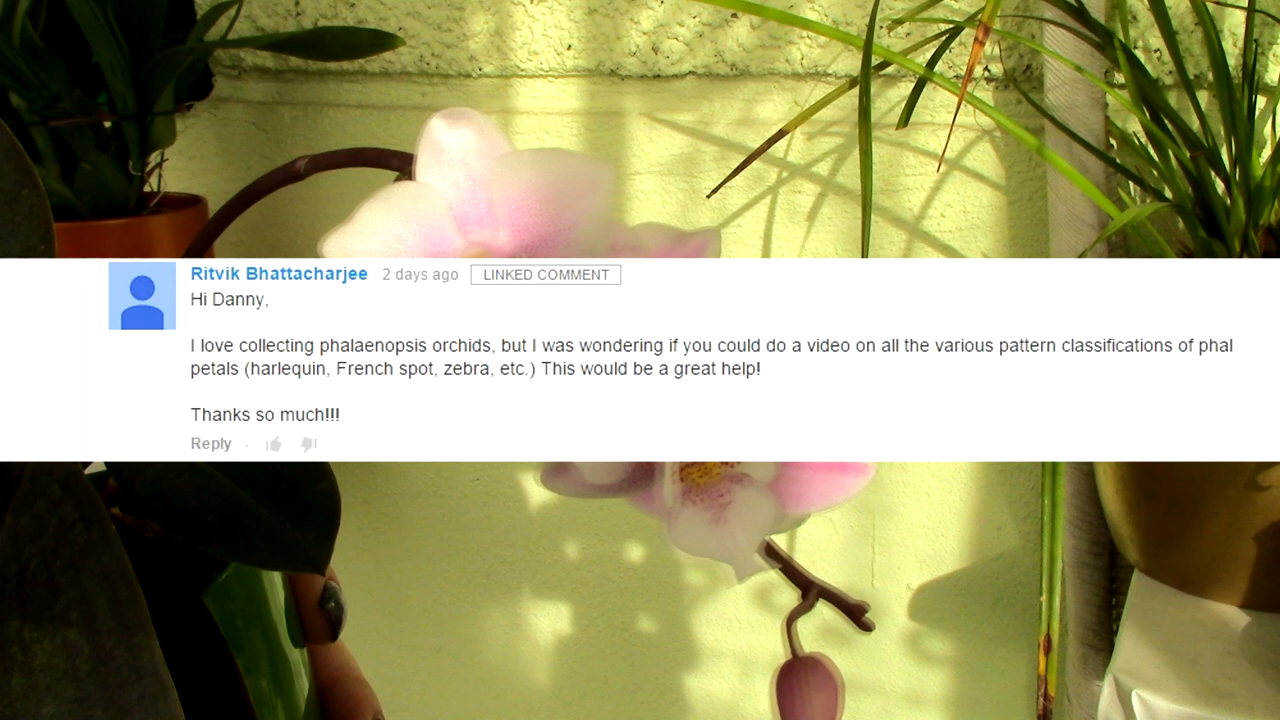 Ritvik Bhattacharjee 2 days ago LINKED COMMENT
Hi Danny,
I love collecting phalaenopsis orchids, but I was wondering if you could do a video on all the various pattern classifications of phal
petals (harlequin, French spot, zebra, etc.) This would be a great help!
Thanks so much!!!
Reply